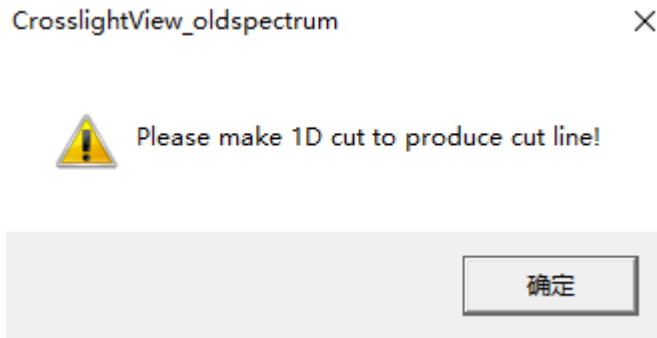 CrosslightView_oldspectrum
Please make 1D cut to produce cut line!
确定